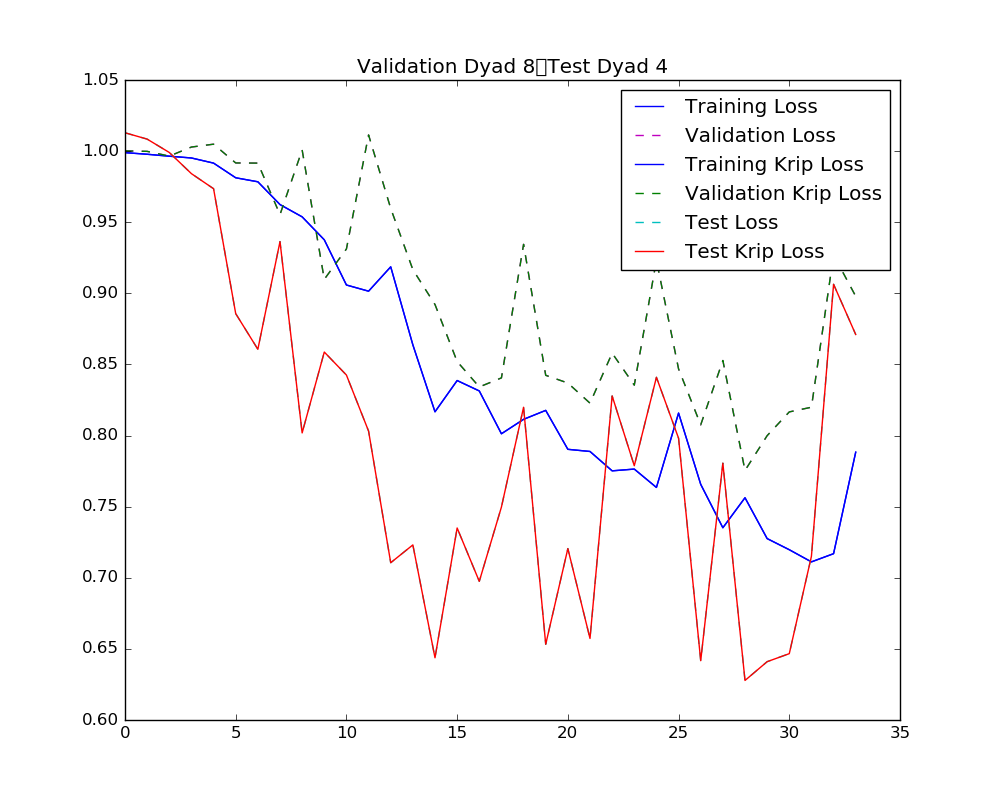 Validation Dyad 8▯Test Dyad 4
1.05
1.00
0.95
0.90
0.85
0.80
0.75
0.70
0.65
0.60
Training Loss
Validation Loss
Training Krip Loss
Validation Krip Loss
Test Loss
Test Krip Loss
0 5 10 15 20 25 30 35